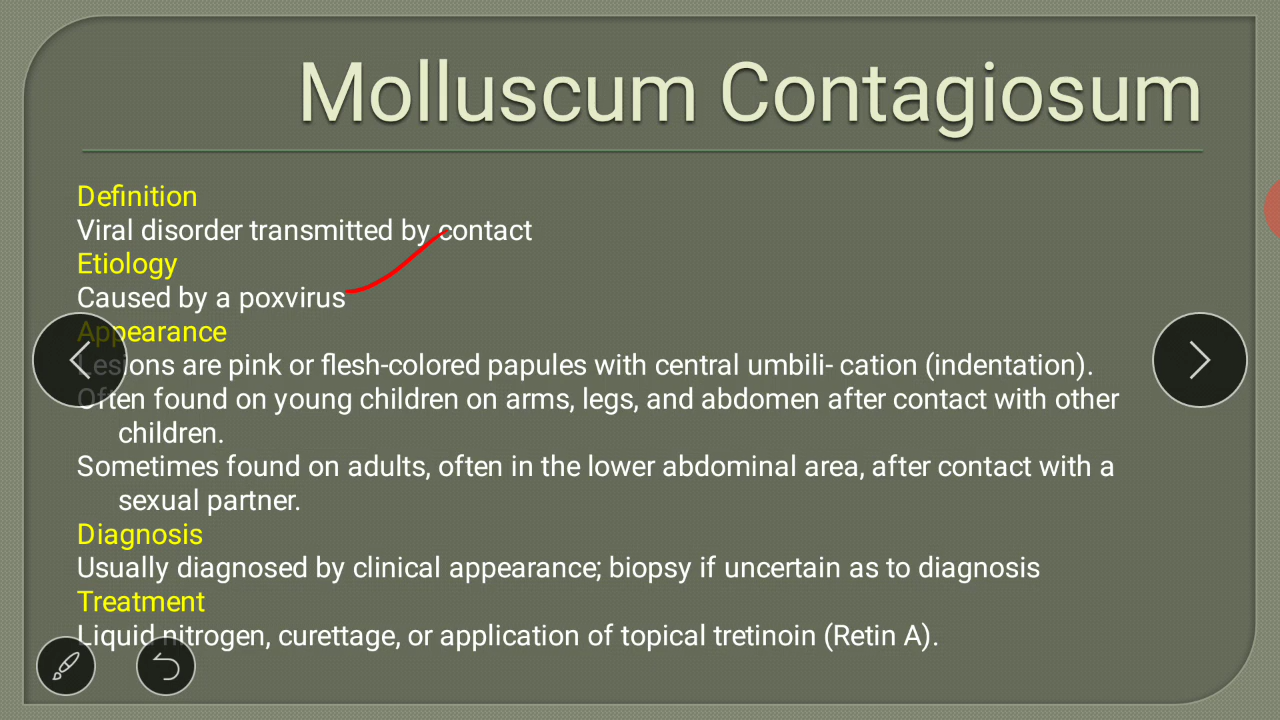 Molluscum Contagiosum
Definition
Viral disorder transmitted by contact
Etiology
Caused by a poxvirus
Appearance
Lesions are pink or flesh-colored papules with central umbili- cation (indentation).
Often found on young children on arms, legs, and abdomen after contact with other
children.
Sometimes found on adults, often in the lower abdominal area, after contact with a
sexual partner.
Diagnosis
Usually diagnosed by clinical appearance; biopsy if uncertain as to diagnosis
Treatment
Liquid nitrogen, curettage, or application of topical tretinoin (Retin A).